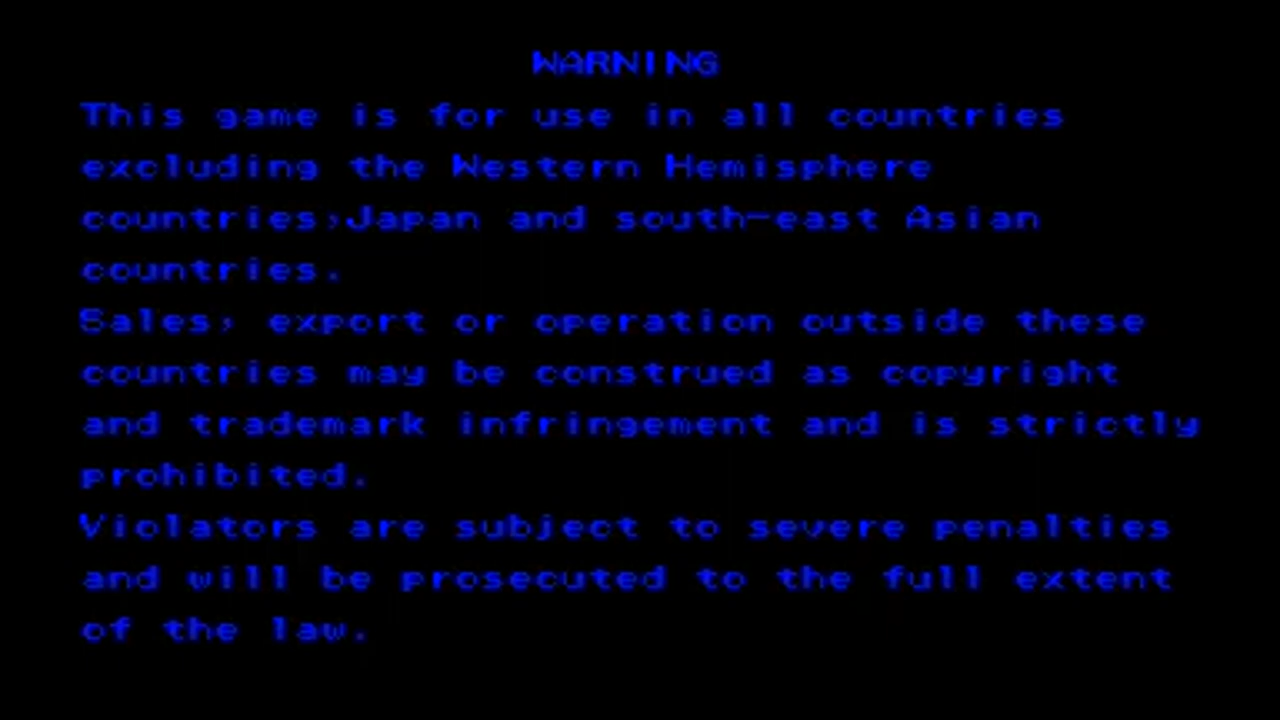 WARNING
This game is for use in all countries
excluding the Western Hemisphere
countries,Japan and south-east Asian
countries.
Sales, export or operation outside these
countries may be construed as copyright
and trademark infringement and is strictly
prohibited.
Violators are subject to severe penalties
and will be prosecuted to the full extent
of the law.